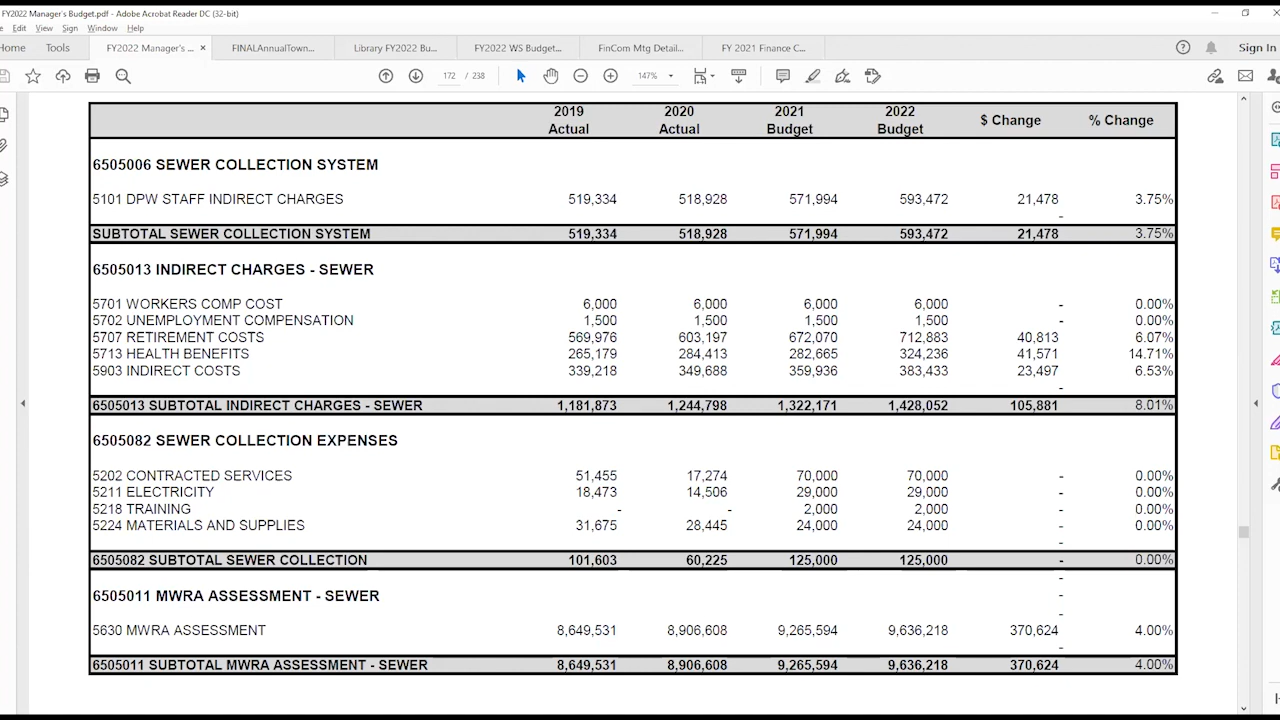 FY2022 Manager's Budget.pdf - Adobe Acrobat Reader DC (32-bit)
Edit View Sign Window Help
Home Tools FY2022 Manager's ... × FINALAnnualTown... Library FY2022 Bu... FY2022 WS Budget... FinCom Mtg Detail... FY 2021 Finance C... Sign In
172 / 238 147%
2019 2020 2021 2022 $ Change % Change
Actual Actual Budget Budget
6505006 SEWER COLLECTION SYSTEM
5101 DPW STAFF INDIRECT CHARGES 519,334 518,928 571,994 593,472 21,478 3.75%
-
SUBTOTAL SEWER COLLECTION SYSTEM 519,334 518,928 571,994 593,472 21,478 3.75%
6505013 INDIRECT CHARGES - SEWER
5701 WORKERS COMP COST 6,000 6,000 6,000 6,000 - 0.00%
5702 UNEMPLOYMENT COMPENSATION 1,500 1,500 1,500 1,500 - 0.00%
5707 RETIREMENT COSTS 569,976 603,197 672,070 712,883 40,813 6.07%
5713 HEALTH BENEFITS 265,179 284,413 282,665 324,236 41,571 14.71%
5903 INDIRECT COSTS 339,218 349,688 359,936 383,433 23,497 6.53%
-
6505013 SUBTOTAL INDIRECT CHARGES - SEWER 1,181,873 1,244,798 1,322,171 1,428,052 105,881 8.01%
6505082 SEWER COLLECTION EXPENSES
5202 CONTRACTED SERVICES 51,455 17,274 70,000 70,000 - 0.00%
5211 ELECTRICITY 18,473 14,506 29,000 29,000 - 0.00%
5218 TRAINING - - 2,000 2,000 - 0.00%
5224 MATERIALS AND SUPPLIES 31,675 28,445 24,000 24,000 - 0.00%
-
6505082 SUBTOTAL SEWER COLLECTION 101,603 60,225 125,000 125,000 - 0.00%
-
6505011 MWRA ASSESSMENT - SEWER -
-
5630 MWRA ASSESSMENT 8,649,531 8,906,608 9,265,594 9,636,218 370,624 4.00%
-
6505011 SUBTOTAL MWRA ASSESSMENT - SEWER 8,649,531 8,906,608 9,265,594 9,636,218 370,624 4.00%